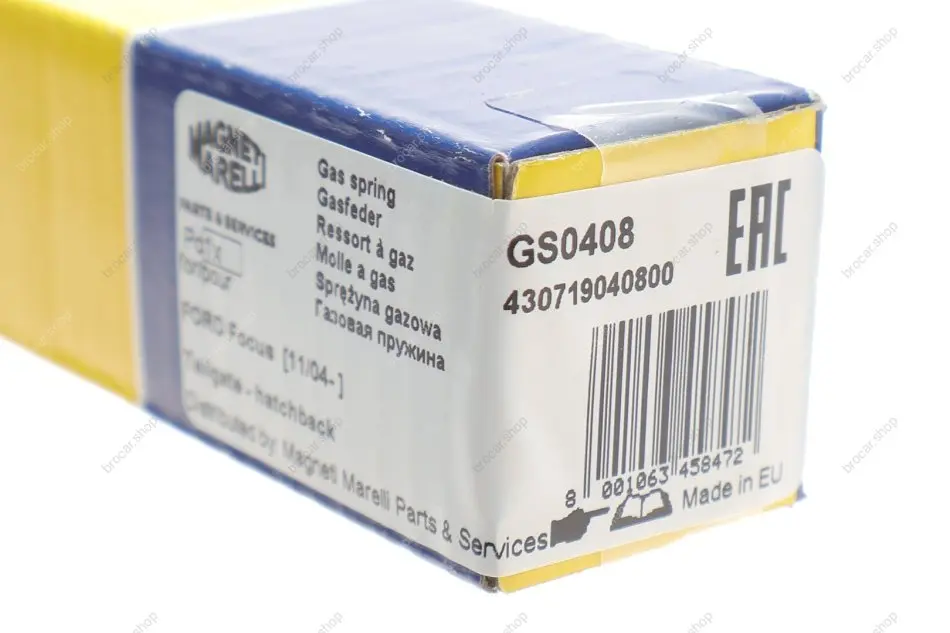 MAGNETI
MARELLI
PARTS & SERVICES
Gas spring
Gasfeder
Ressort à gaz
Molle a gas
Sprężyna gazowa
Газовая пружина
FORD Focus [11/04- ]
Tailgate - hatchback
Distributed by Magneti Marelli Parts & Services
GS0408
430719040800
EAC
8 001063 458472
Made in EU
brocar.shop